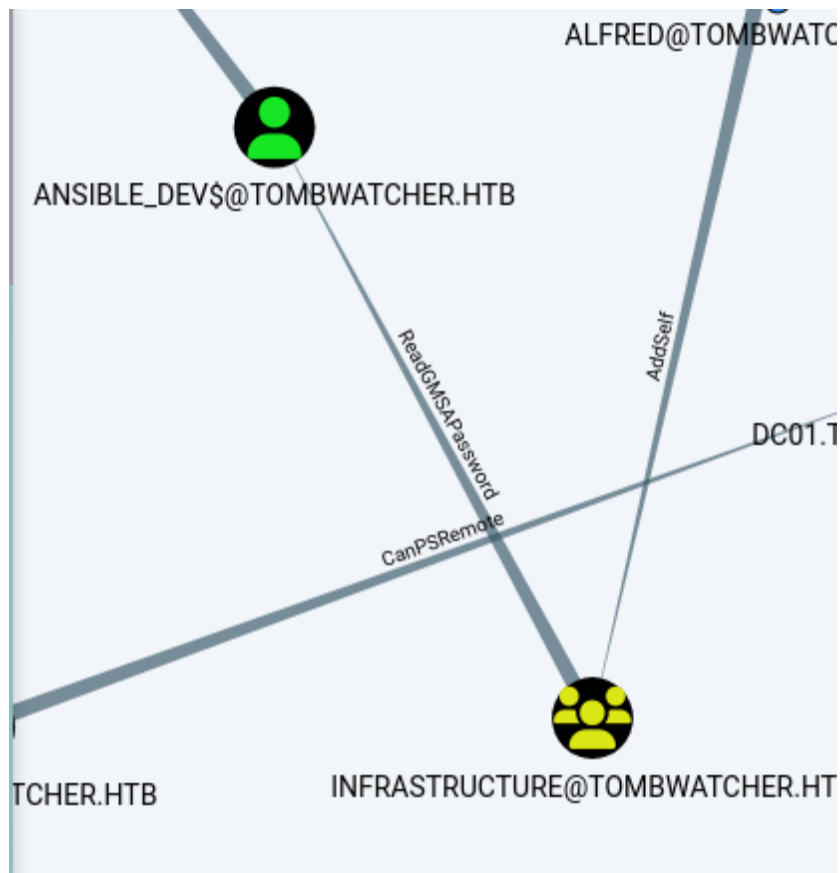 ALFRED@TOMBWATC
ANSIBLE_DEV$@TOMBWATCHER.HTB
AddSelf
ReadGMSAPassword
DC01.T
CanPSRemote
TCHER.HTB
INFRASTRUCTURE@TOMBWATCHER.HT